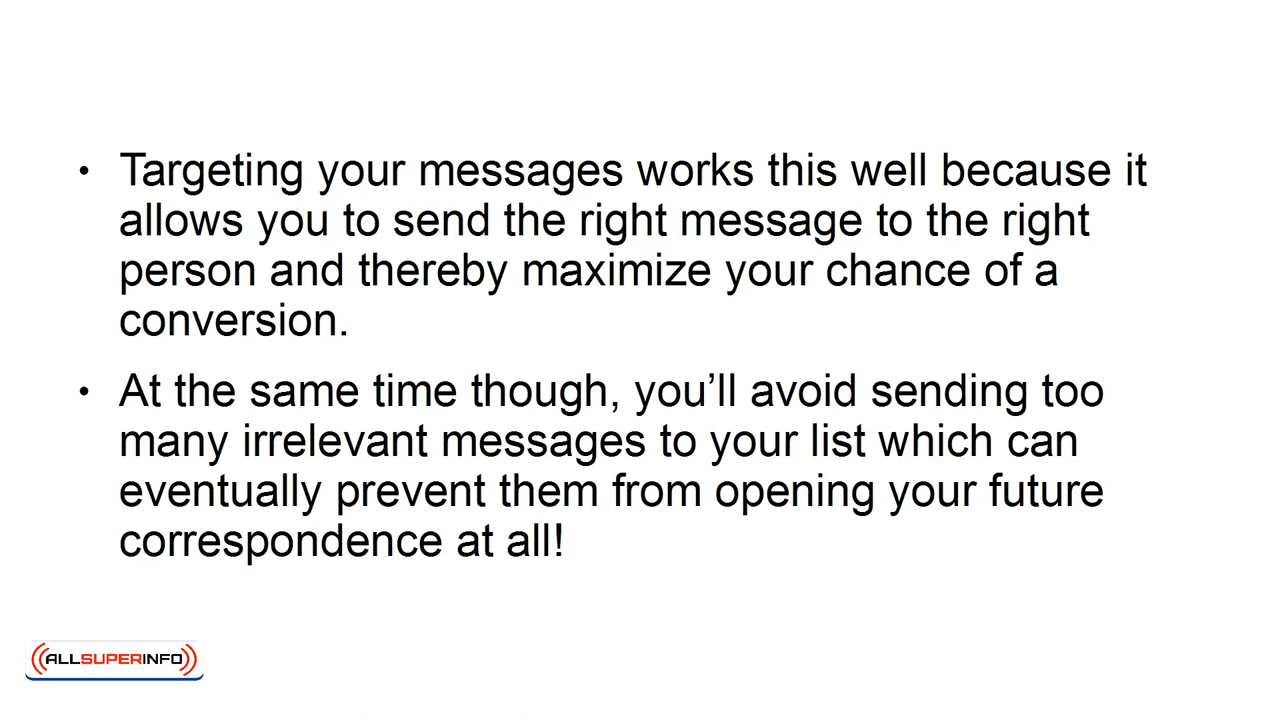 • Targeting your messages works this well because it
allows you to send the right message to the right
person and thereby maximize your chance of a
conversion.
• At the same time though, you’ll avoid sending too
many irrelevant messages to your list which can
eventually prevent them from opening your future
correspondence at all!
ALLSUPERINFO